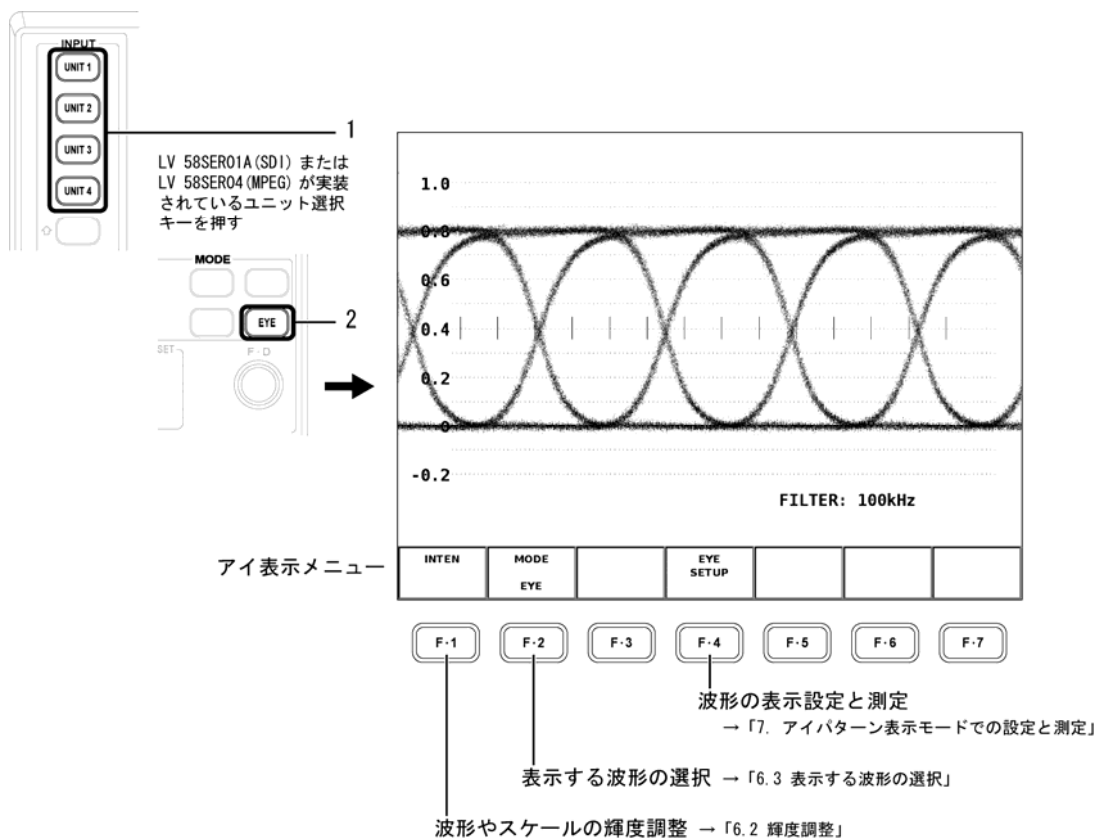 INPUT
UNIT 1
UNIT 2
UNIT 3
UNIT 4
1
LV 58SER01A(SDI) または
LV 58SER04(MPEG) が実装
されているユニット選択
キーを押す
MODE
EYE
2
SET
F・D
1.0
0.8
0.6
0.4
0.2
0
-0.2
FILTER: 100kHz
アイ表示メニュー
INTEN
MODE
EYE
EYE
SETUP
F・1
F・2
F・3
F・4
F・5
F・6
F・7
波形の表示設定と測定
→「7. アイパターン表示モードでの設定と測定」
表示する波形の選択 →「6.3 表示する波形の選択」
波形やスケールの輝度調整 →「6.2 輝度調整」